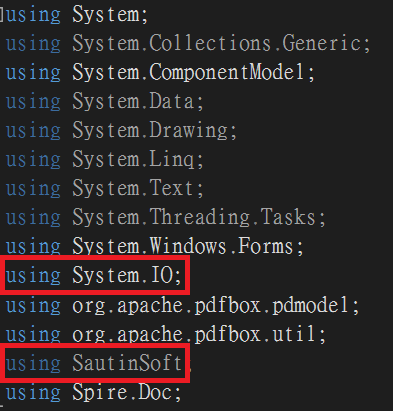 using System;
using System.Collections.Generic;
using System.ComponentModel;
using System.Data;
using System.Drawing;
using System.Linq;
using System.Text;
using System.Threading.Tasks;
using System.Windows.Forms;
using System.IO;
using org.apache.pdfbox.pdmodel;
using org.apache.pdfbox.util;
using SautinSoft;
using Spire.Doc;